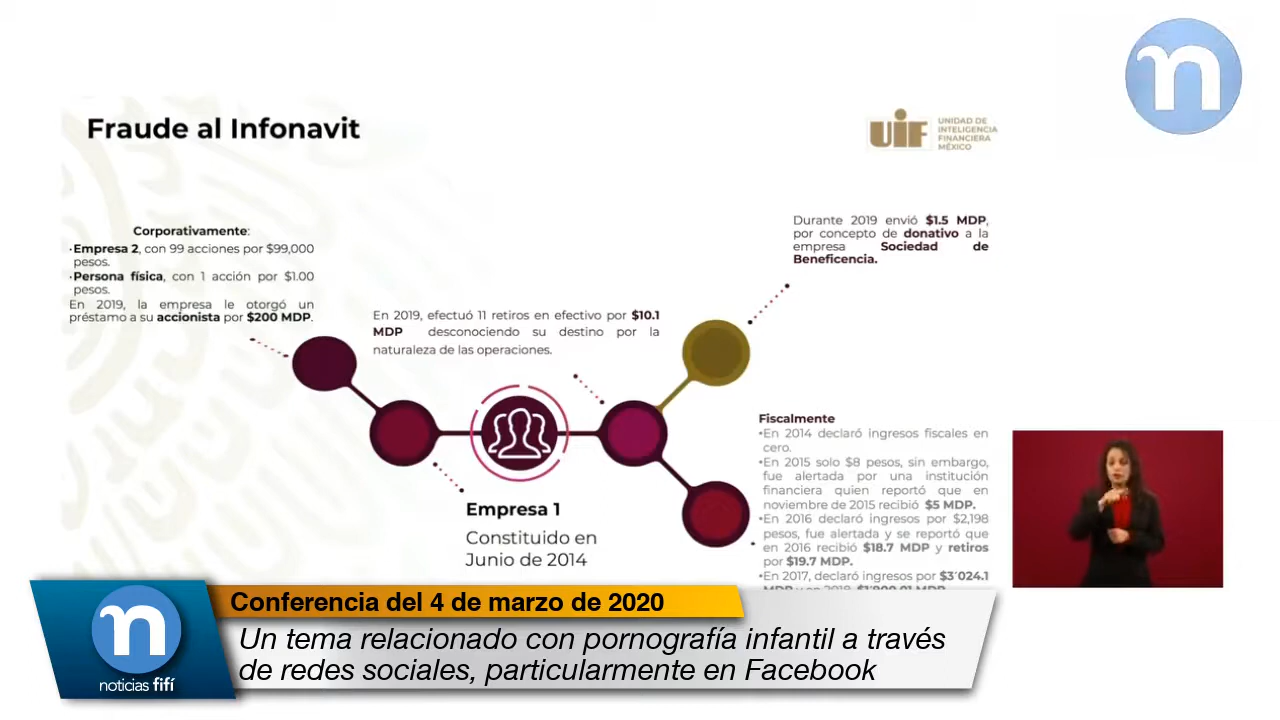 Fraude al Infonavit
UIF
UNIDAD DE
INTELIGENCIA
FINANCIERA
MÉXICO
n
Corporativamente:
·Empresa 2, con 99 acciones por $99,000
pesos.
·Persona física, con 1 acción por $1.00
pesos.
En 2019, la empresa le otorgó un
préstamo a su accionista por $200 MDP.
En 2019, efectuó 11 retiros en efectivo por $10.1
MDP desconociendo su destino por la
naturaleza de las operaciones.
Durante 2019 envió $1.5 MDP,
por concepto de donativo a la
empresa Sociedad de
Beneficencia.
Empresa 1
Constituido en
Junio de 2014
Fiscalmente
•En 2014 declaró ingresos fiscales en
cero.
•En 2015 solo $8 pesos, sin embargo,
fue alertada por una institución
financiera quien reportó que en
noviembre de 2015 recibió $5 MDP.
•En 2016 declaró ingresos por $2,198
pesos, fue alertada y se reportó que
en 2016 recibió $18.7 MDP y retiros
por $19.7 MDP.
•En 2017, declaró ingresos por $3'024.1
n
noticias fifí
Conferencia del 4 de marzo de 2020
Un tema relacionado con pornografía infantil a través
de redes sociales, particularmente en Facebook